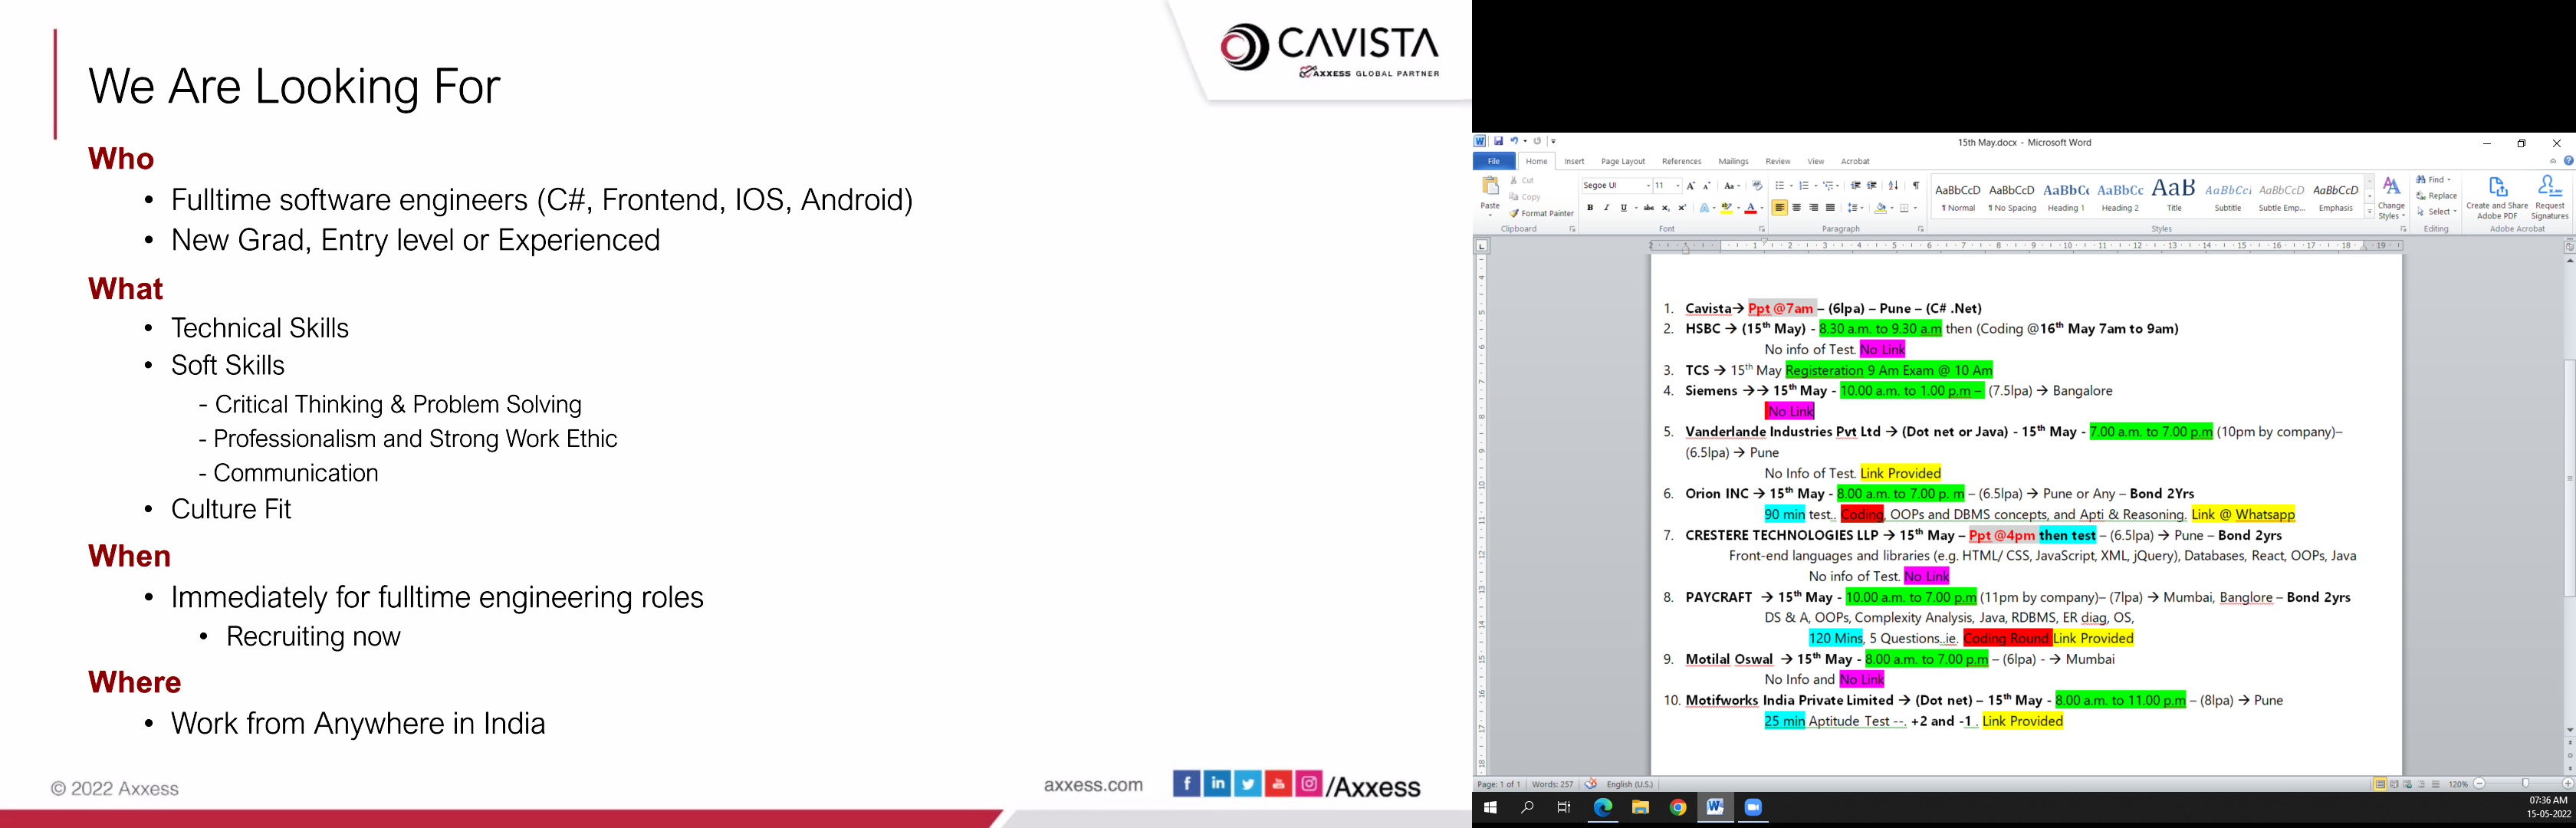 CAVISTA
AXXESS GLOBAL PARTNER
We Are Looking For
Who
• Fulltime software engineers (C#, Frontend, IOS, Android)
• New Grad, Entry level or Experienced
What
• Technical Skills
• Soft Skills
- Critical Thinking & Problem Solving
- Professionalism and Strong Work Ethic
- Communication
• Culture Fit
When
• Immediately for fulltime engineering roles
• Recruiting now
Where
• Work from Anywhere in India
© 2022 Axxess
axxess.com
/Axxess
15th May.docx - Microsoft Word
File Home Insert Page Layout References Mailings Review View Acrobat
Paste
Cut
Copy
Format Painter
Clipboard
Segoe UI 11
Font
Paragraph
AaBbCcD AaBbCcD AaBbCc AaBbCc AaB AaBbCcI AaBbCcD AaBbCcD
¶ Normal ¶ No Spacing Heading 1 Heading 2 Title Subtitle Subtle Emp... Emphasis
Styles
Change Styles
Find
Replace
Select
Editing
Create and Share Adobe PDF
Request Signatures
Adobe Acrobat
1. Cavista→ Ppt @7am – (6lpa) – Pune – (C# .Net)
2. HSBC → (15th May) - 8.30 a.m. to 9.30 a.m then (Coding @16th May 7am to 9am)
No info of Test. No Link
3. TCS → 15th May Registeration 9 Am Exam @ 10 Am
4. Siemens →→ 15th May - 10.00 a.m. to 1.00 p.m – (7.5lpa) → Bangalore
No Link
5. Vanderlande Industries Pvt Ltd → (Dot net or Java) - 15th May - 7.00 a.m. to 7.00 p.m (10pm by company)–
(6.5lpa) → Pune
No Info of Test. Link Provided
6. Orion INC → 15th May - 8.00 a.m. to 7.00 p. m – (6.5lpa) → Pune or Any – Bond 2Yrs
90 min test.. Coding, OOPs and DBMS concepts, and Apti & Reasoning. Link @ Whatsapp
7. CRESTERE TECHNOLOGIES LLP → 15th May – Ppt @4pm then test – (6.5lpa) → Pune – Bond 2yrs
Front-end languages and libraries (e.g. HTML/ CSS, JavaScript, XML, jQuery), Databases, React, OOPs, Java
No info of Test. No Link
8. PAYCRAFT → 15th May - 10.00 a.m. to 7.00 p.m (11pm by company)– (7lpa) → Mumbai, Banglore – Bond 2yrs
DS & A, OOPs, Complexity Analysis, Java, RDBMS, ER diag, OS,
120 Mins, 5 Questions..ie. Coding Round Link Provided
9. Motilal Oswal → 15th May - 8.00 a.m. to 7.00 p.m – (6lpa) - → Mumbai
No Info and No Link
10. Motifworks India Private Limited → (Dot net) – 15th May - 8.00 a.m. to 11.00 p.m – (8lpa) → Pune
25 min Aptitude Test --. +2 and -1 . Link Provided
Page: 1 of 1 Words: 257 English (U.S.) 120%
07:36 AM
15-05-2022